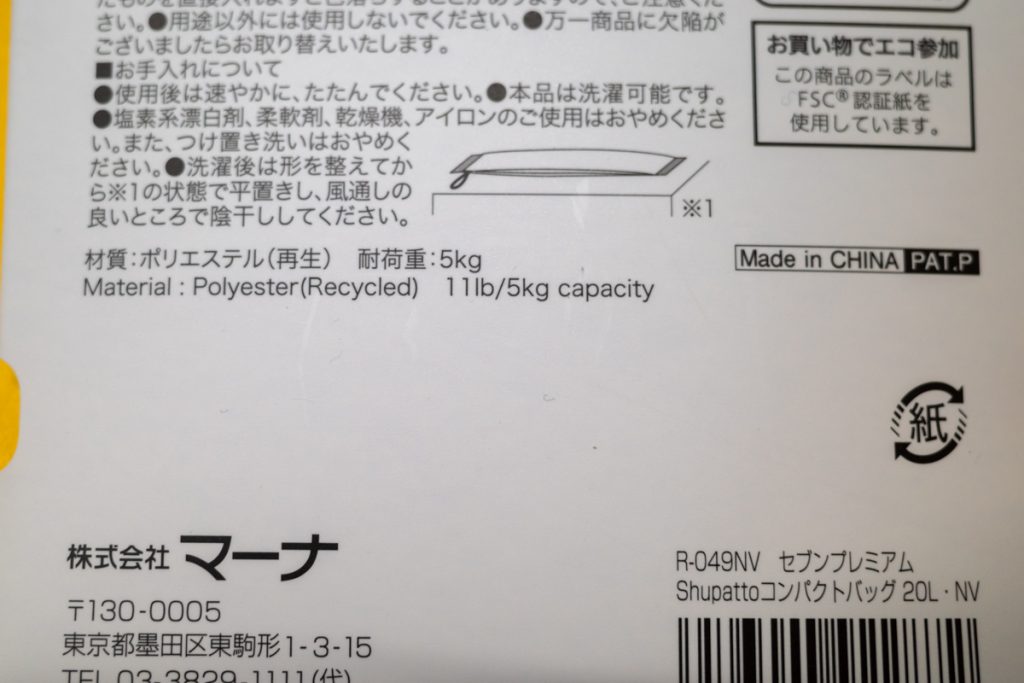 たものを直接入れますと色落ちすることがありますので、ご注意くだ
さい。●用途以外には使用しないでください。●万一商品に欠陥が
ございましたらお取り替えいたします。
■お手入れについて
●使用後は速やかに、たたんでください。●本品は洗濯可能です。
●塩素系漂白剤、柔軟剤、乾燥機、アイロンのご使用はおやめくださ
い。また、つけ置き洗いはおやめく
ださい。●洗濯後は形を整えてか
ら※1の状態で平置きし、風通しの
良いところで陰干ししてください。
※1
お買い物でエコ参加
この商品のラベルは
FSC®認証紙を
使用しています。
材質:ポリエステル(再生) 耐荷重:5kg
Material : Polyester(Recycled) 11lb/5kg capacity
Made in CHINA PAT.P
紙
株式会社 マーナ
〒130-0005
東京都墨田区東駒形1-3-15
TEL 03-3829-1111(代)
R-049NV セブンプレミアム
Shupattoコンパクトバッグ 20L・NV